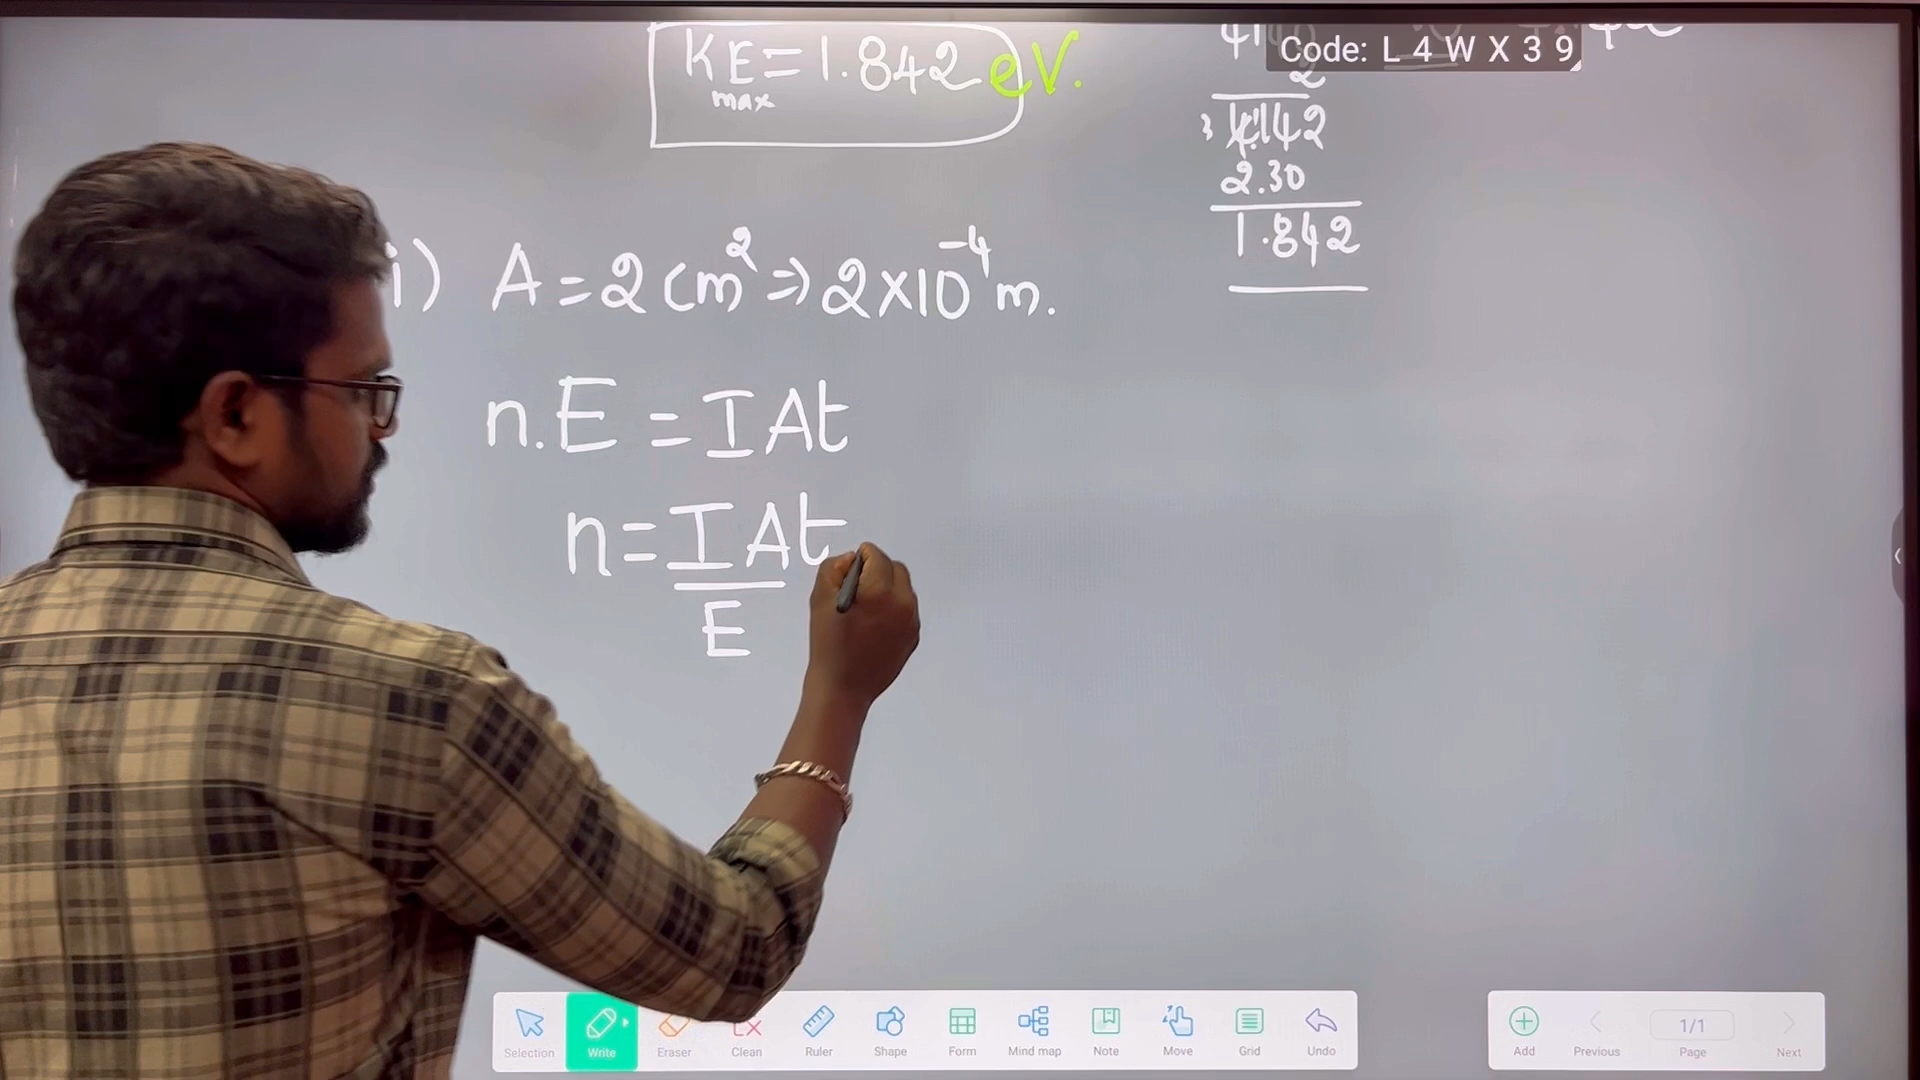 KE = 1.842 eV.
max
Code: L 4 W X 3 9
2
4.142
2.30
1.842
i) A = 2 Cm² ⇒ 2×10⁻⁴ m.
n.E = IAt
n = IAt
E
Selection Write Eraser Clean Ruler Shape Form Mind map Note Move Grid Undo
Add Previous 1/1 Page Next